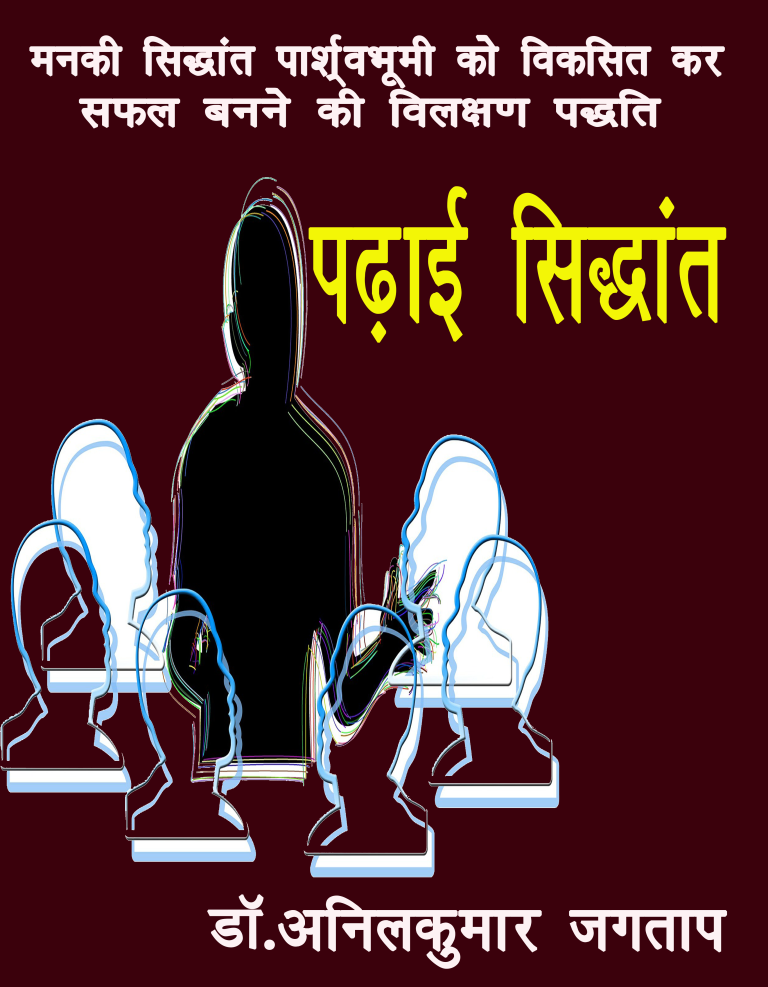 मनकी सिद्धांत पार्श्र्वभूमी को विकसित कर
सफल बनने की विलक्षण पद्धति
पढ़ाई सिद्धांत
डॉ.अनिलकुमार जगताप